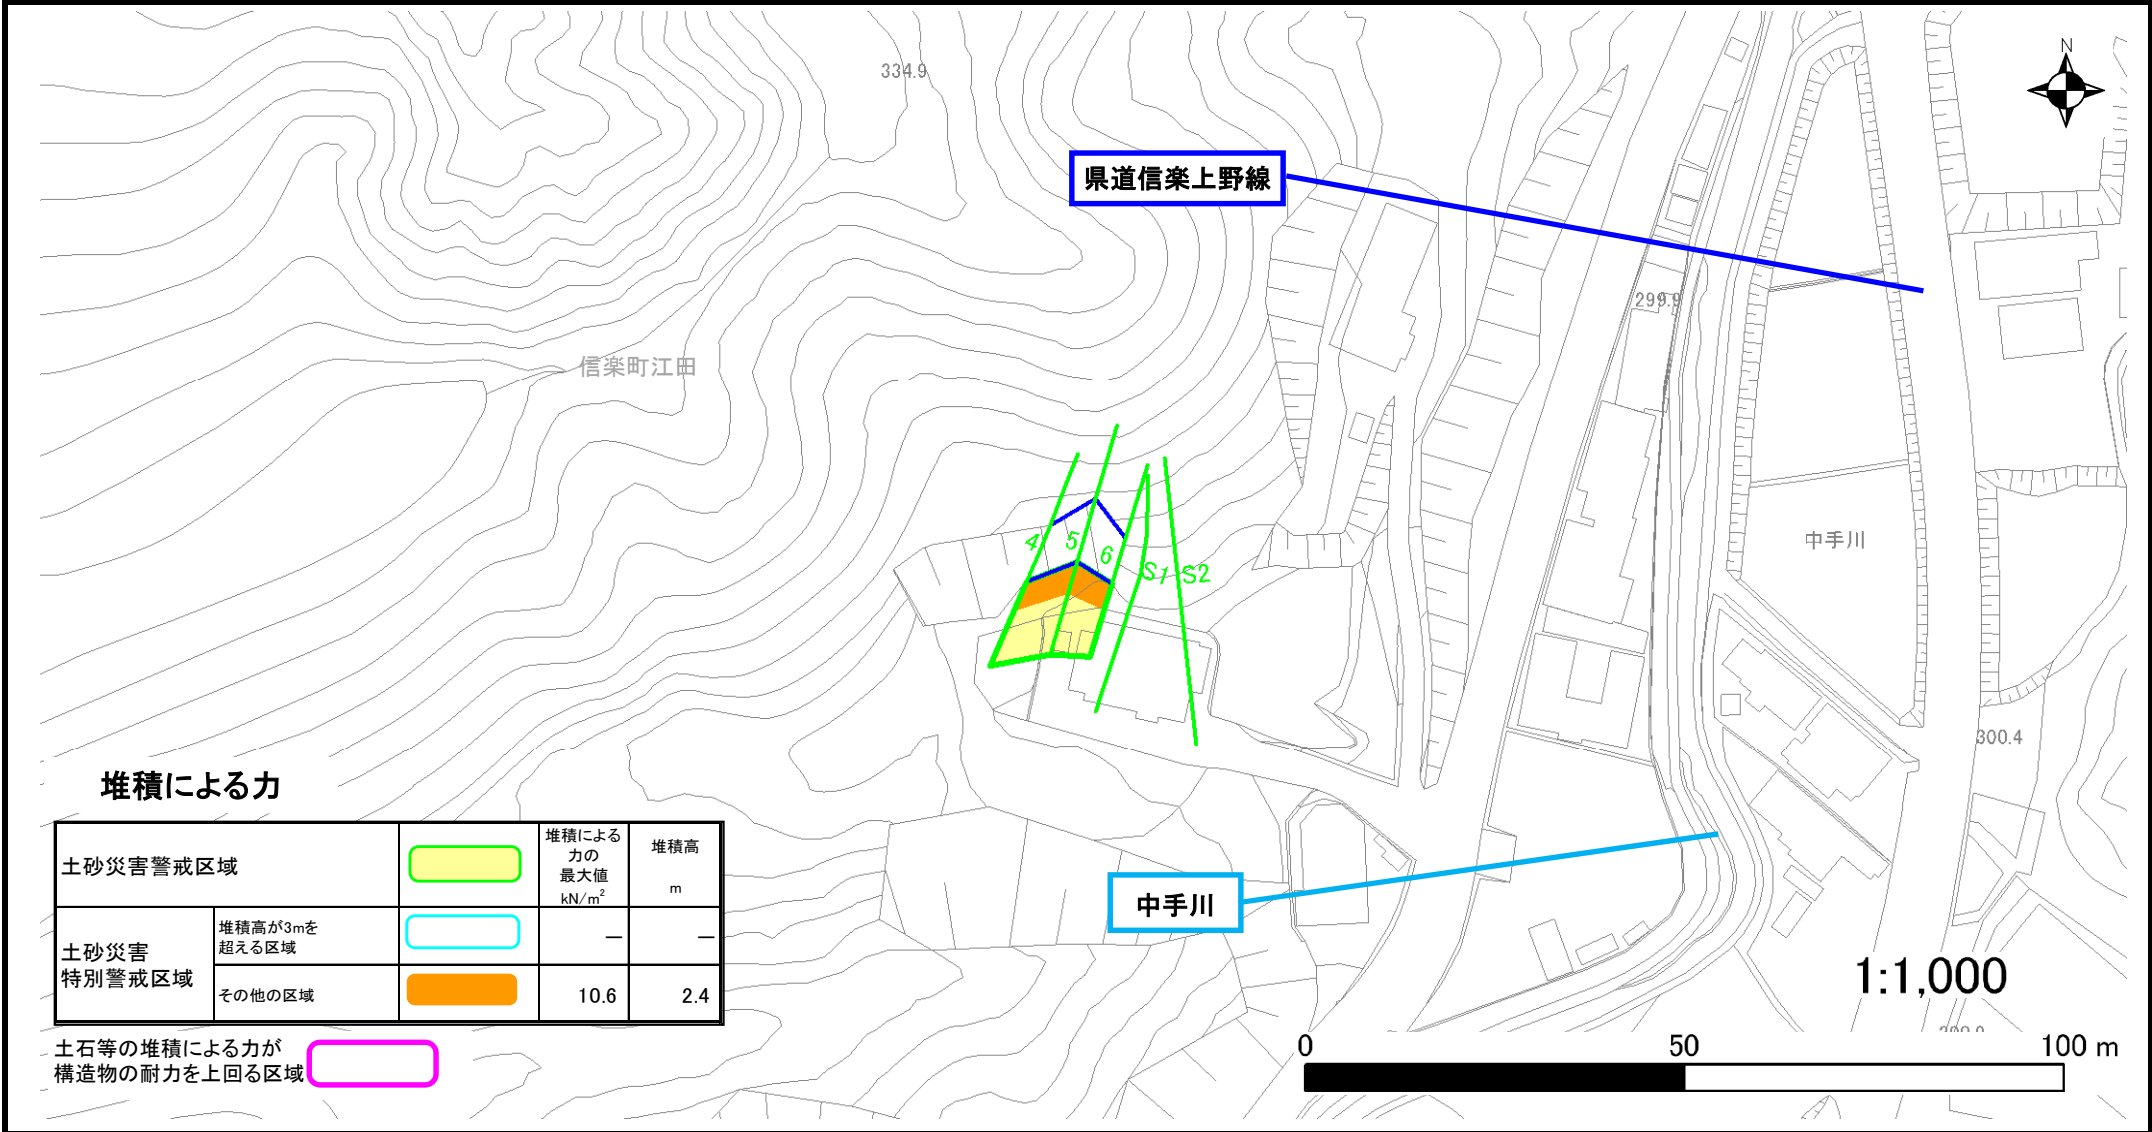 334.9
N
県道信楽上野線
299.9
信楽町江田
4
5
6
S1
S2
中手川
300.4
堆積による力
土砂災害警戒区域
堆積による
力の
最大値
kN/m²
堆積高
m
土砂災害
特別警戒区域
堆積高が3mを
超える区域
—
—
その他の区域
10.6
2.4
土石等の堆積による力が
構造物の耐力を上回る区域
中手川
1:1,000
0
50
100 m